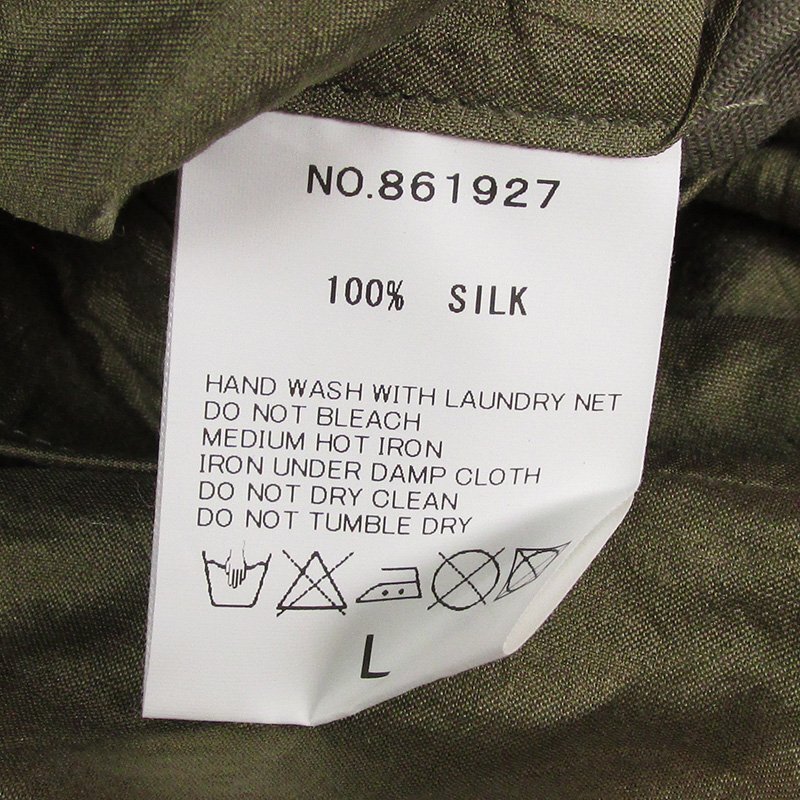 NO.861927
100% SILK
HAND WASH WITH LAUNDRY NET
DO NOT BLEACH
MEDIUM HOT IRON
IRON UNDER DAMP CLOTH
DO NOT DRY CLEAN
DO NOT TUMBLE DRY
L